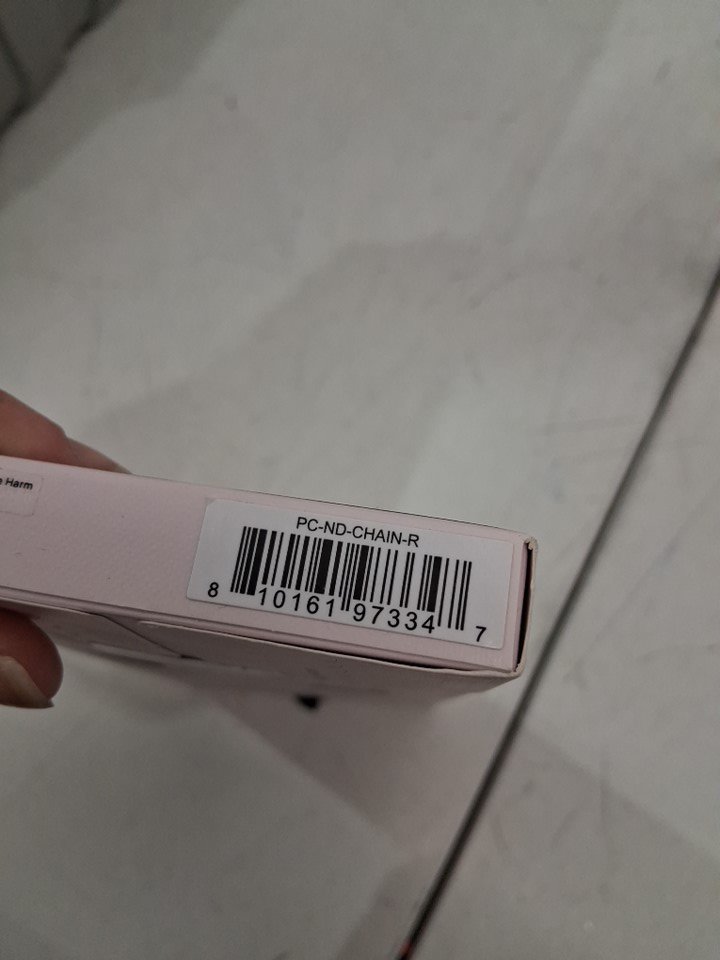 e Harm
PC-ND-CHAIN-R
8 10161 97334 7